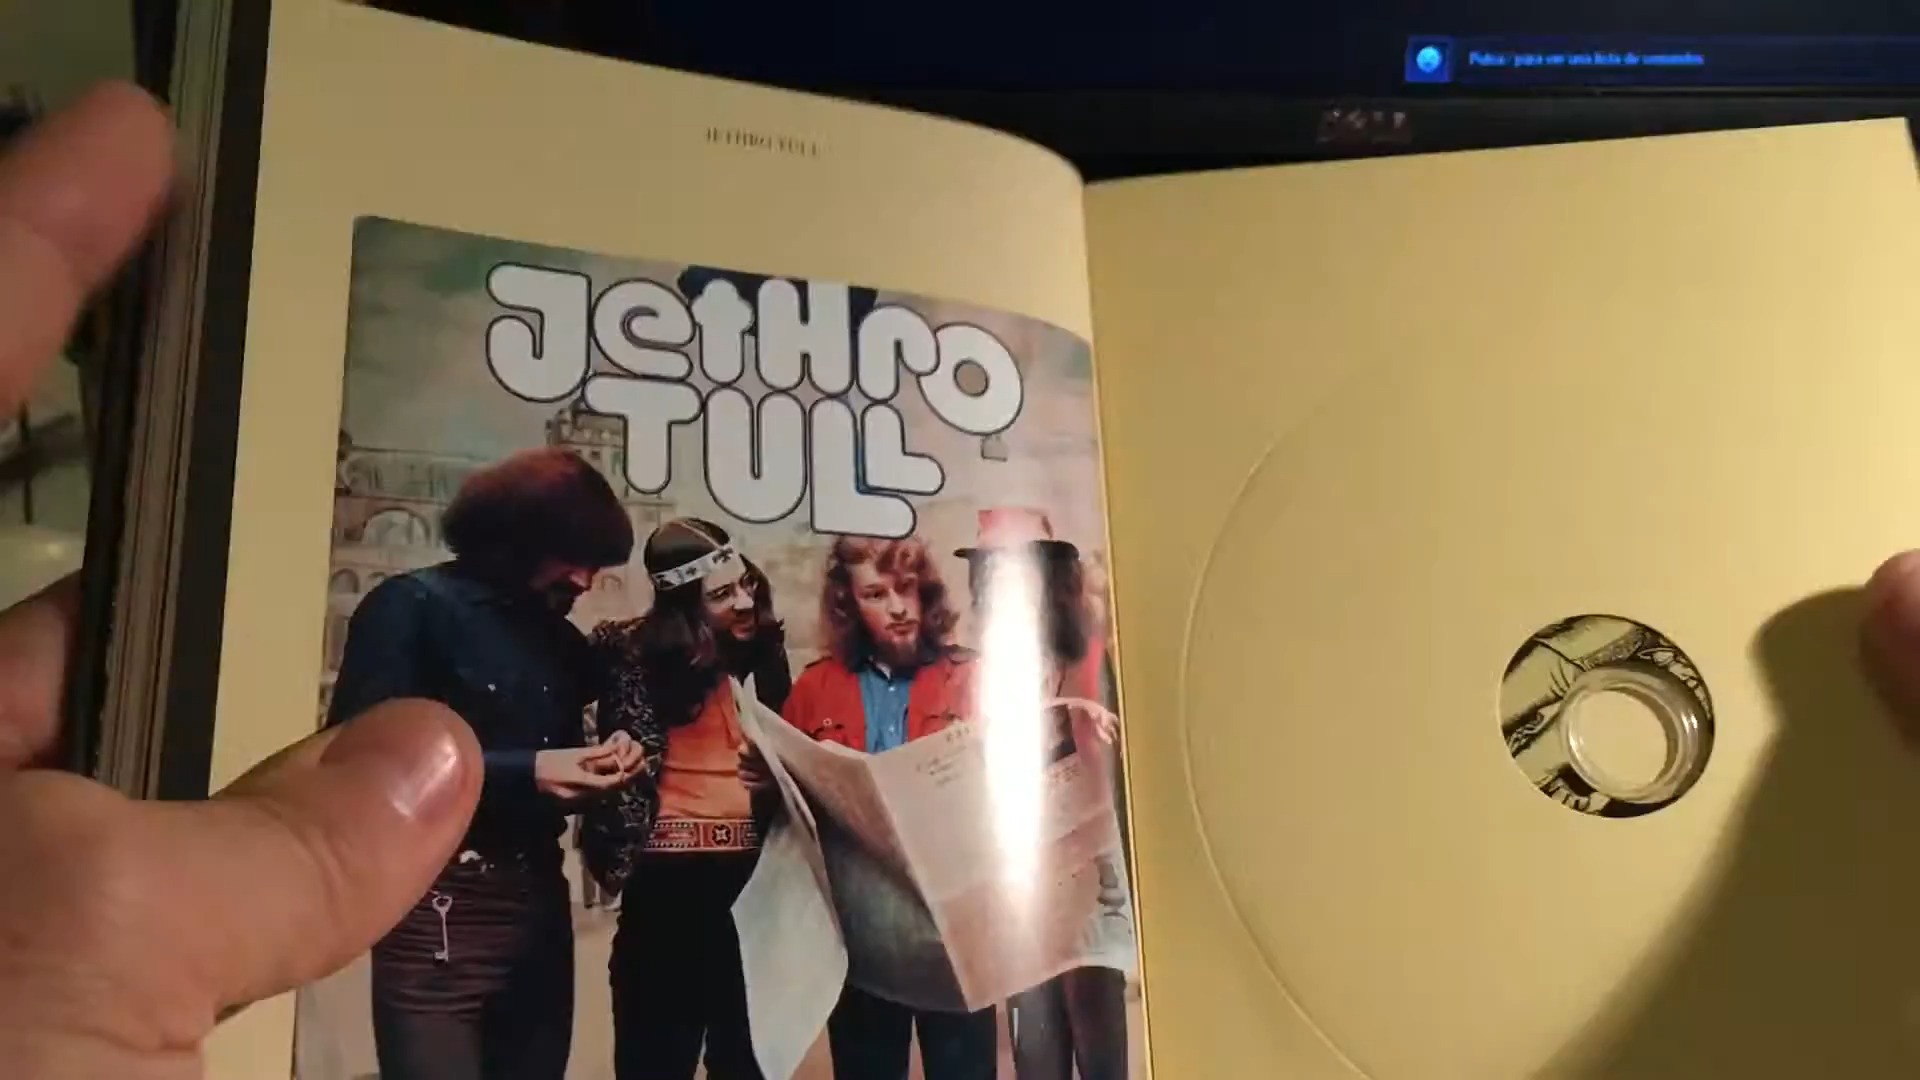 Pulsa / para ver una lista de comandos
JETHRO TULL
JetHro
TULL